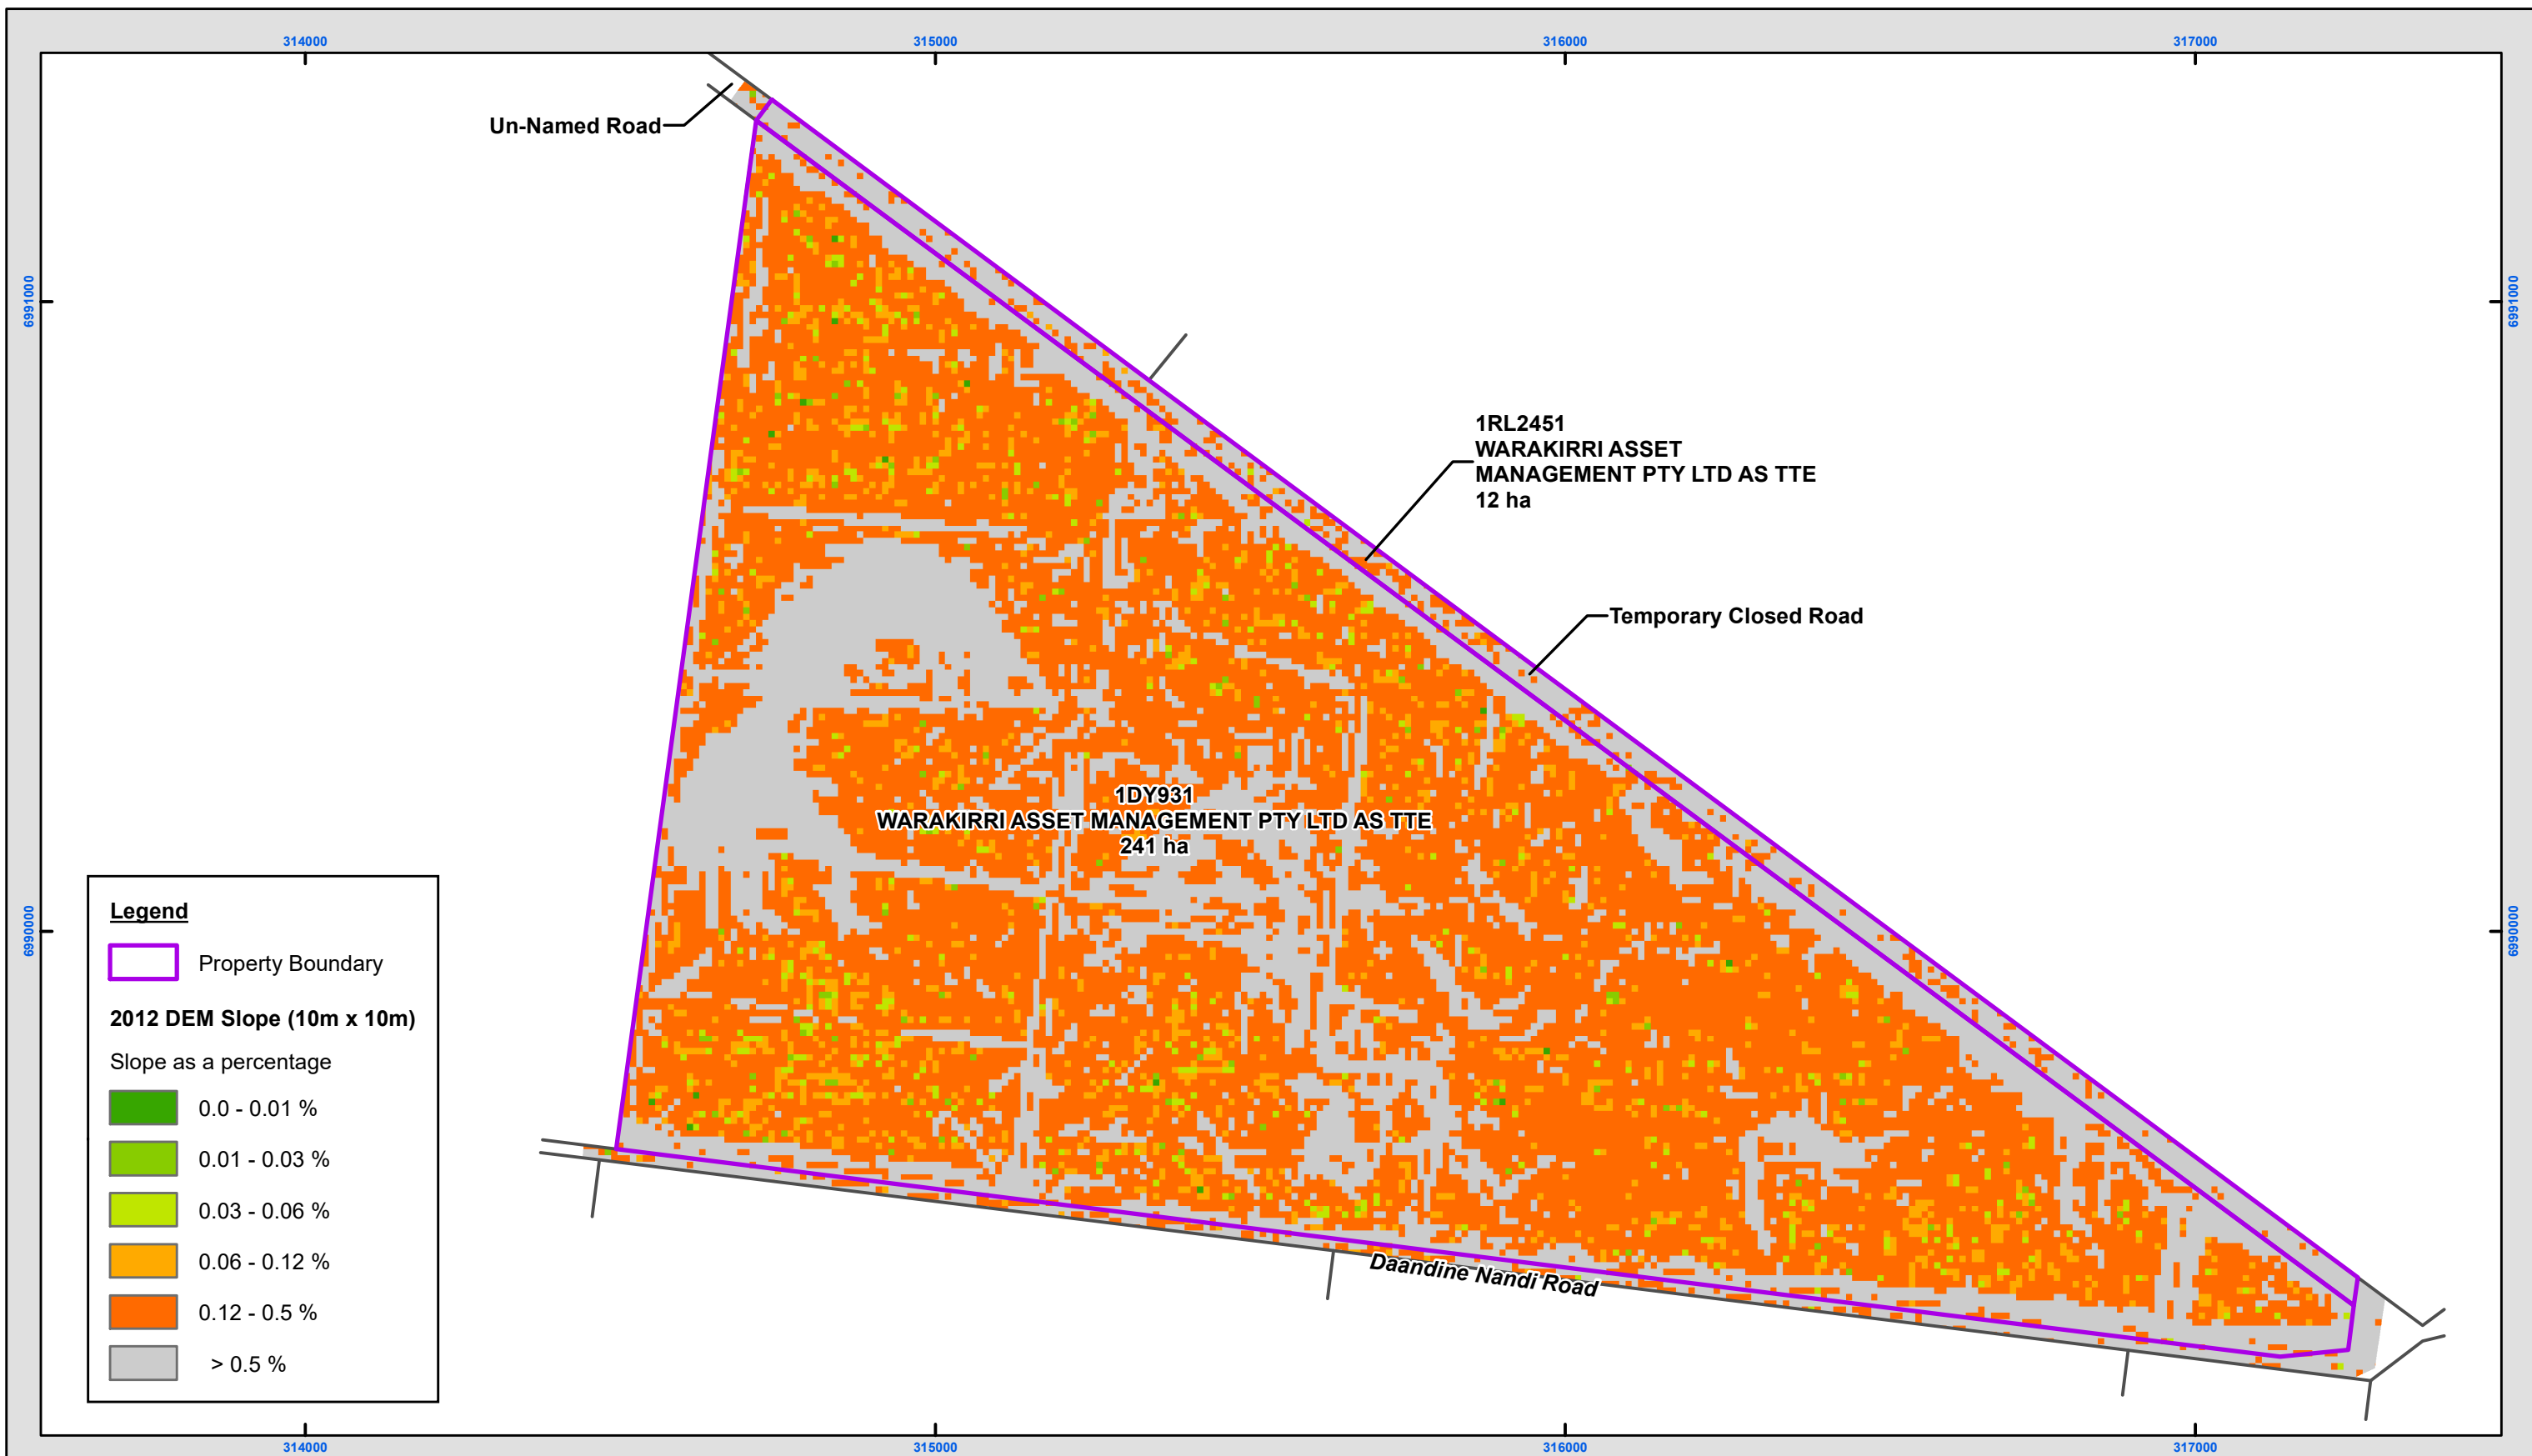 314000
315000
316000
317000
Un-Named Road
6991000
6991000
1RL2451
WARAKIRRI ASSET
MANAGEMENT PTY LTD AS TTE
12 ha
Temporary Closed Road
1DY931
WARAKIRRI ASSET MANAGEMENT PTY LTD AS TTE
241 ha
6990000
6990000
Legend
Property Boundary
2012 DEM Slope (10m x 10m)
Slope as a percentage
0.0 - 0.01 %
0.01 - 0.03 %
0.03 - 0.06 %
0.06 - 0.12 %
0.12 - 0.5 %
> 0.5 %
Daandine Nandi Road
314000
315000
316000
317000